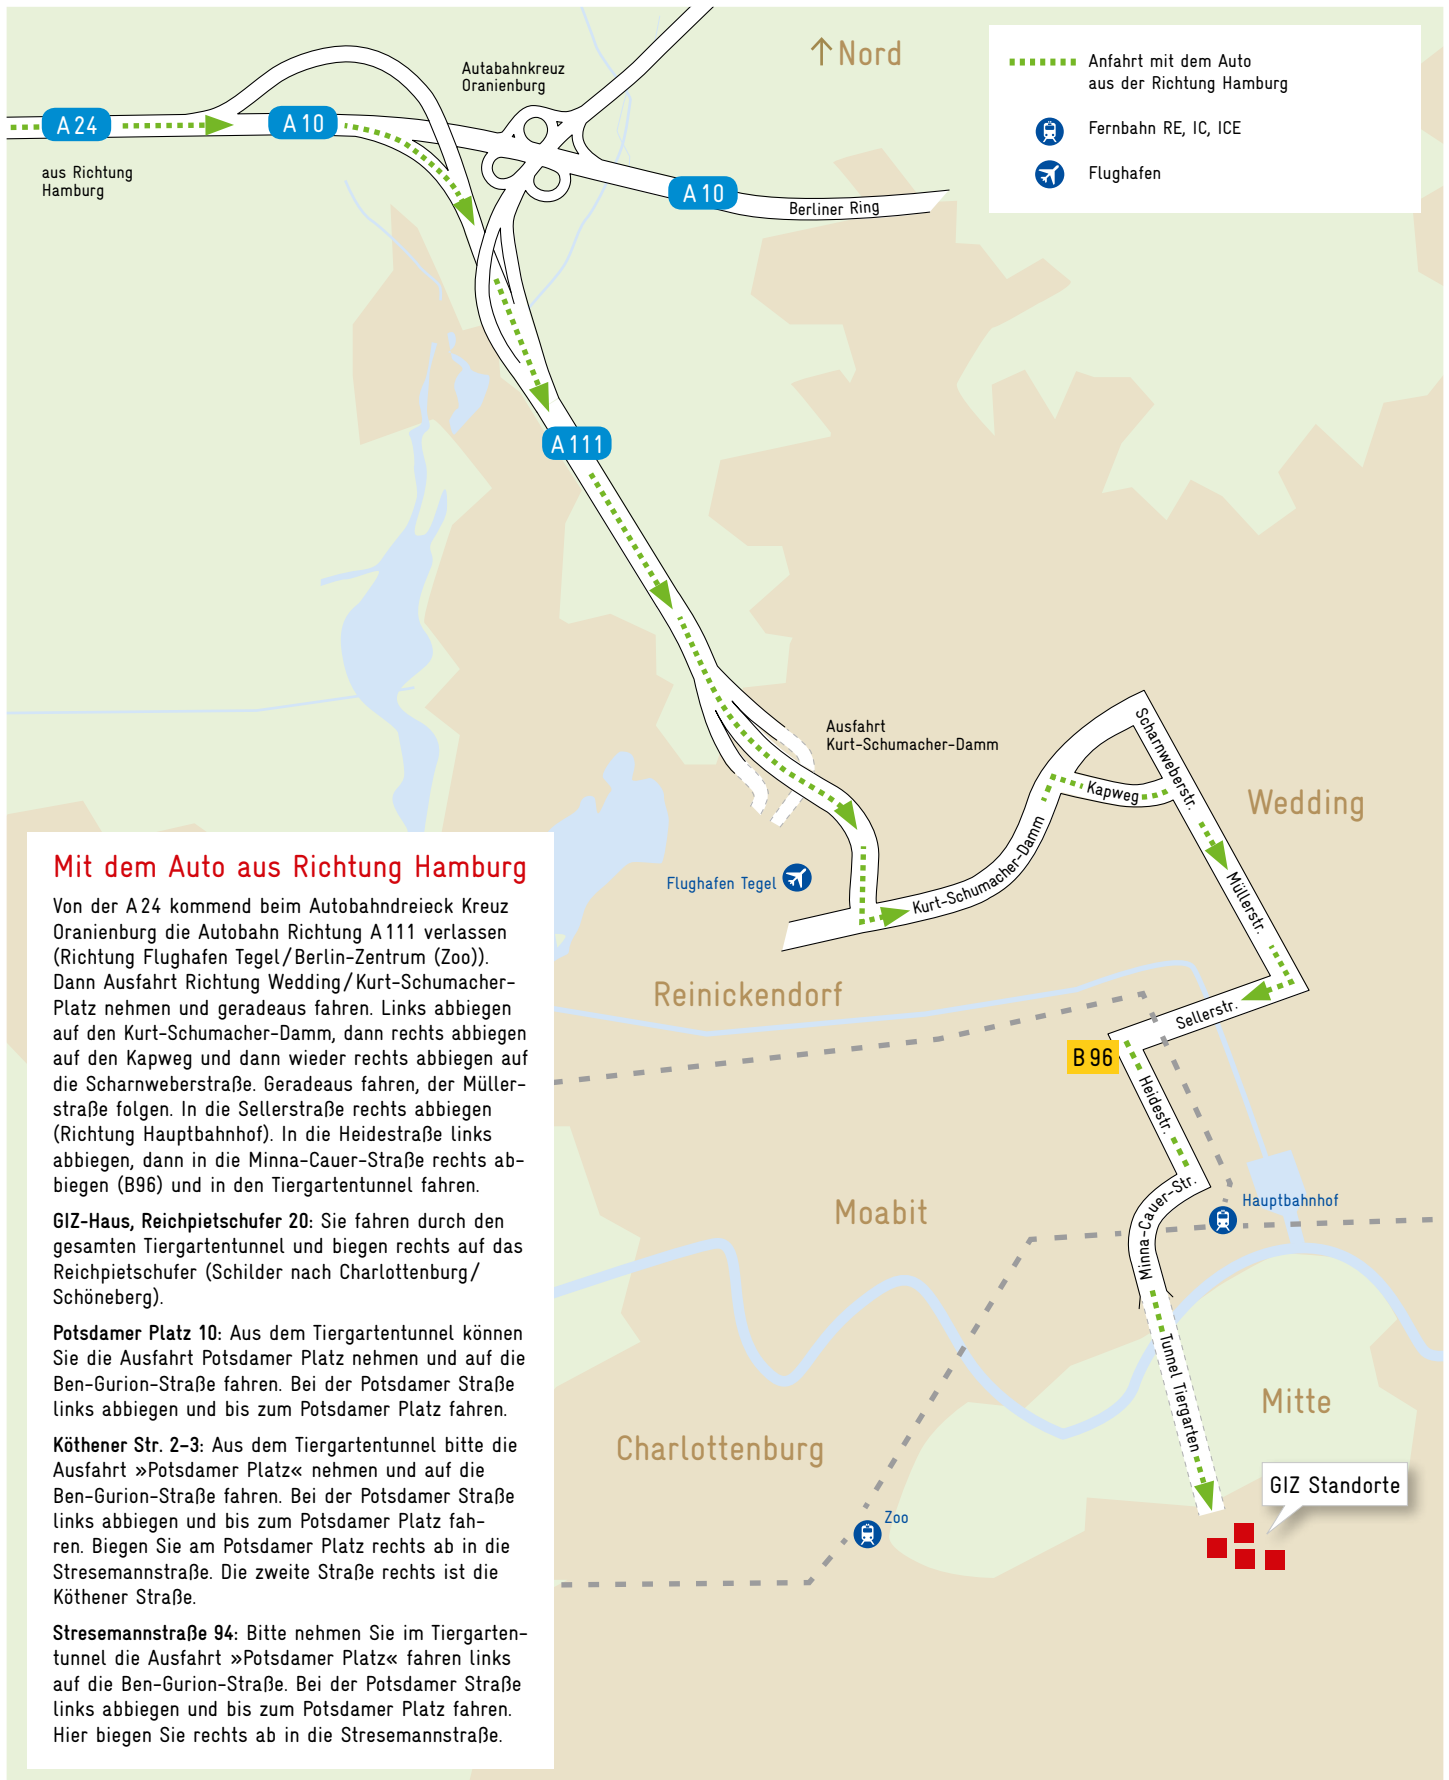 Nord
Anfahrt mit dem Auto
aus der Richtung Hamburg
Fernbahn RE, IC, ICE
Flughafen
Autabahnkreuz
Oranienburg
A 24
A 10
aus Richtung
Hamburg
A 10
Berliner Ring
A 111
Ausfahrt
Kurt-Schumacher-Damm
Scharnweberstr.
Kapweg
Wedding
Kurt-Schumacher-Damm
Müllerstr.
Flughafen Tegel
Reinickendorf
Sellerstr.
B 96
Heidestr.
Moabit
Minna-Cauer-Str.
Hauptbahnhof
Tunnel Tiergarten
Mitte
Charlottenburg
GIZ Standorte
Zoo
Mit dem Auto aus Richtung Hamburg
Von der A 24 kommend beim Autobahndreieck Kreuz
Oranienburg die Autobahn Richtung A 111 verlassen
(Richtung Flughafen Tegel / Berlin-Zentrum (Zoo)).
Dann Ausfahrt Richtung Wedding / Kurt-Schumacher-
Platz nehmen und geradeaus fahren. Links abbiegen
auf den Kurt-Schumacher-Damm, dann rechts abbiegen
auf den Kapweg und dann wieder rechts abbiegen auf
die Scharnweberstraße. Geradeaus fahren, der Müller-
straße folgen. In die Sellerstraße rechts abbiegen
(Richtung Hauptbahnhof). In die Heidestraße links
abbiegen, dann in die Minna-Cauer-Straße rechts ab-
biegen (B96) und in den Tiergartentunnel fahren.
GIZ-Haus, Reichpietschufer 20: Sie fahren durch den
gesamten Tiergartentunnel und biegen rechts auf das
Reichpietschufer (Schilder nach Charlottenburg /
Schöneberg).
Potsdamer Platz 10: Aus dem Tiergartentunnel können
Sie die Ausfahrt Potsdamer Platz nehmen und auf die
Ben-Gurion-Straße fahren. Bei der Potsdamer Straße
links abbiegen und bis zum Potsdamer Platz fahren.
Köthener Str. 2–3: Aus dem Tiergartentunnel bitte die
Ausfahrt »Potsdamer Platz« nehmen und auf die
Ben-Gurion-Straße fahren. Bei der Potsdamer Straße
links abbiegen und bis zum Potsdamer Platz fah-
ren. Biegen Sie am Potsdamer Platz rechts ab in die
Stresemannstraße. Die zweite Straße rechts ist die
Köthener Straße.
Stresemannstraße 94: Bitte nehmen Sie im Tiergarten-
tunnel die Ausfahrt »Potsdamer Platz« fahren links
auf die Ben-Gurion-Straße. Bei der Potsdamer Straße
links abbiegen und bis zum Potsdamer Platz fahren.
Hier biegen Sie rechts ab in die Stresemannstraße.